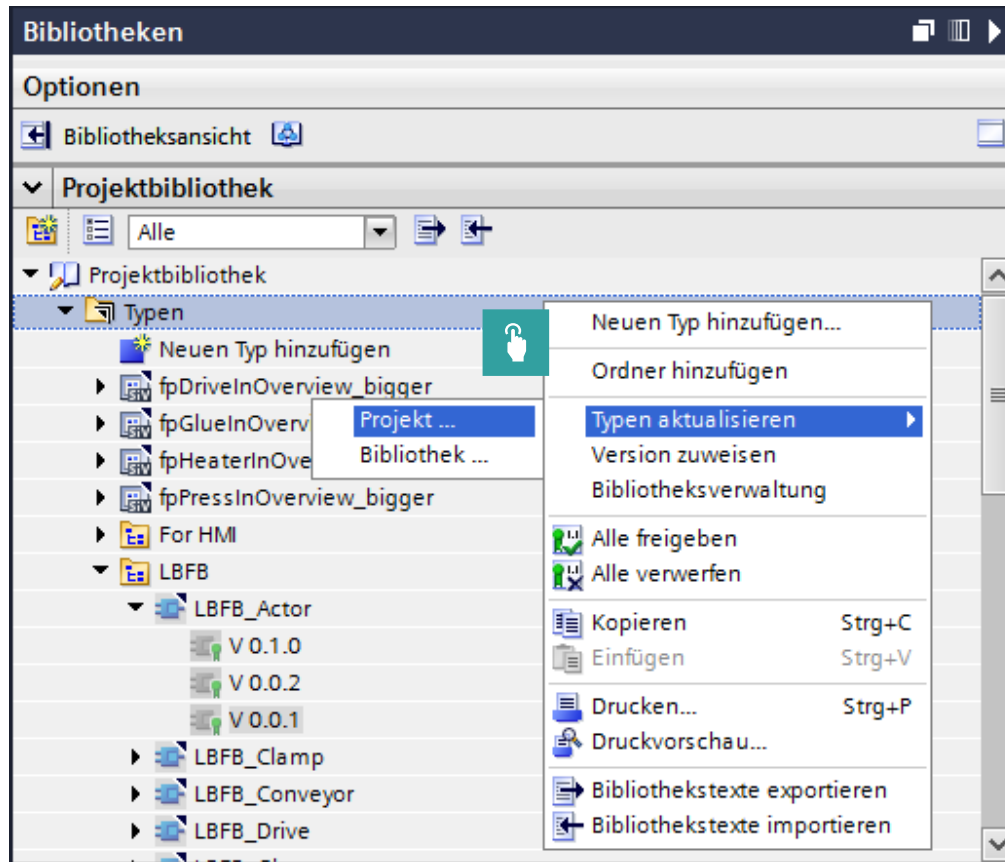 Bibliotheken
Optionen
Bibliotheksansicht
Projektbibliothek
Alle
Projektbibliothek
Typen
Neuen Typ hinzufügen
fpDriveInOverview_bigger
fpGlueInOverv
fpHeaterInOve
fpPressInOverview_bigger
For HMI
LBFB
LBFB_Actor
V 0.1.0
V 0.0.2
V 0.0.1
LBFB_Clamp
LBFB_Conveyor
LBFB_Drive
Projekt ...
Bibliothek ...
Neuen Typ hinzufügen...
Ordner hinzufügen
Typen aktualisieren
Version zuweisen
Bibliotheksverwaltung
Alle freigeben
Alle verwerfen
Kopieren Strg+C
Einfügen Strg+V
Drucken... Strg+P
Druckvorschau...
Bibliothekstexte exportieren
Bibliothekstexte importieren